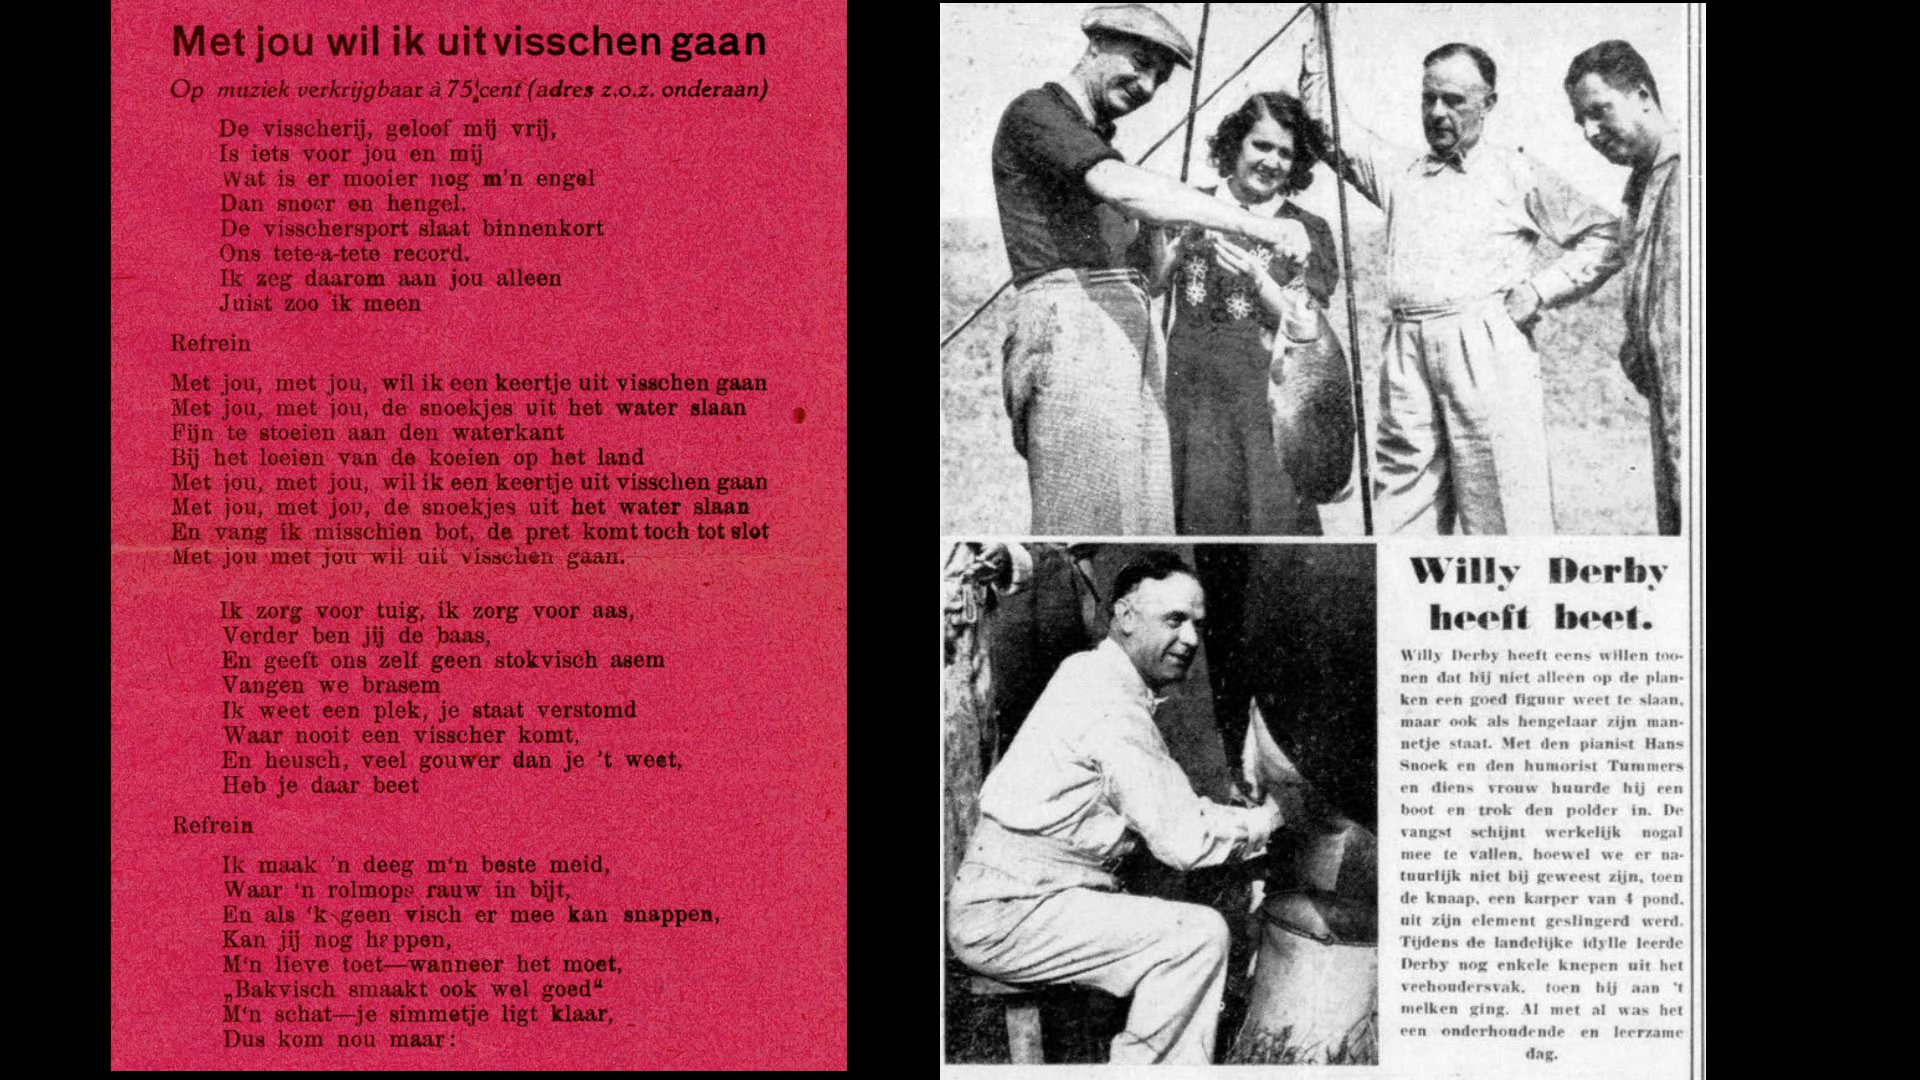 Met jou wil ik uit visschen gaan
Op muziek verkrijgbaar à 75 cent (adres z.o.z. onderaan)
De visscherij, geloof mij vrij,
Is iets voor jou en mij
Wat is er mooier nog m'n engel
Dan snoer en hengel.
De visschersport slaat binnenkort
Ons tete-a-tete record.
Ik zeg daarom aan jou alleen
Juist zoo ik meen
Refrein
Met jou, met jou, wil ik een keertje uit visschen gaan
Met jou, met jou, de snoekjes uit het water slaan
Fijn te stoeien aan den waterkant
Bij het loeien van de koeien op het land
Met jou, met jou, wil ik een keertje uit visschen gaan
Met jou, met jou, de snoekjes uit het water slaan
En vang ik misschien bot, de pret komt toch tot slot
Met jou met jou wil uit visschen gaan.
Ik zorg voor tuig, ik zorg voor aas,
Verder ben jij de baas,
En geeft ons zelf geen stokvisch asem
Vangen we brasem
Ik weet een plek, je staat verstomd
Waar nooit een visscher komt,
En heusch, veel gouwer dan je 't weet,
Heb je daar beet
Refrein
Ik maak 'n deeg m'n beste meid,
Waar 'n rolmops rauw in bijt,
En als 'k geen visch er mee kan snappen,
Kan jij nog happen,
M'n lieve toet—wanneer het moet,
„Bakvisch smaakt ook wel goed“
M'n schat—je simmetje ligt klaar,
Dus kom nou maar:
Willy Derby
heeft beet.
Willy Derby heeft eens willen too-
nen dat hij niet alleen op de plan-
ken een goed figuur weet te slaan,
maar ook als hengelaar zijn man-
netje staat. Met den pianist Hans
Snoek en den humorist Tummers
en diens vrouw huurde hij een
boot en trok den polder in. De
vangst schijnt werkelijk nogal
mee te vallen, hoewel we er na-
tuurlijk niet bij geweest zijn, toen
de knaap, een karper van 4 pond,
uit zijn element geslingerd werd.
Tijdens de landelijke idylle leerde
Derby nog enkele knepen uit het
veehoudersvak, toen hij aan 't
melken ging. Al met al was het
een onderhoudende en leerzame
dag.